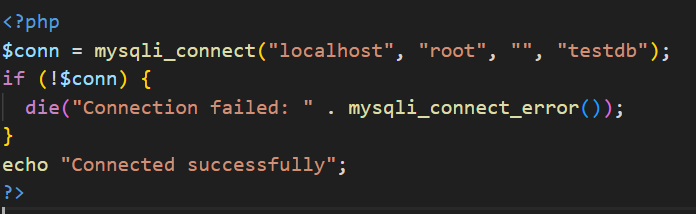 <?php
$conn = mysqli_connect("localhost", "root", "", "testdb");
if (!$conn) {
  die("Connection failed: " . mysqli_connect_error());
}
echo "Connected successfully";
?>